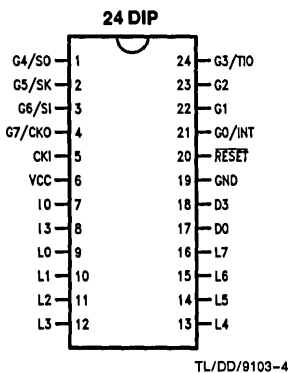 24 DIP
G4/SO 1 24 G3/TIO
G5/SK 2 23 G2
G6/SI 3 22 G1
G7/CKO 4 21 G0/INT
CKI 5 20 RESET
VCC 6 19 GND
I0 7 18 D3
I3 8 17 D0
L0 9 16 L7
L1 10 15 L6
L2 11 14 L5
L3 12 13 L4
TL/DD/9103-4